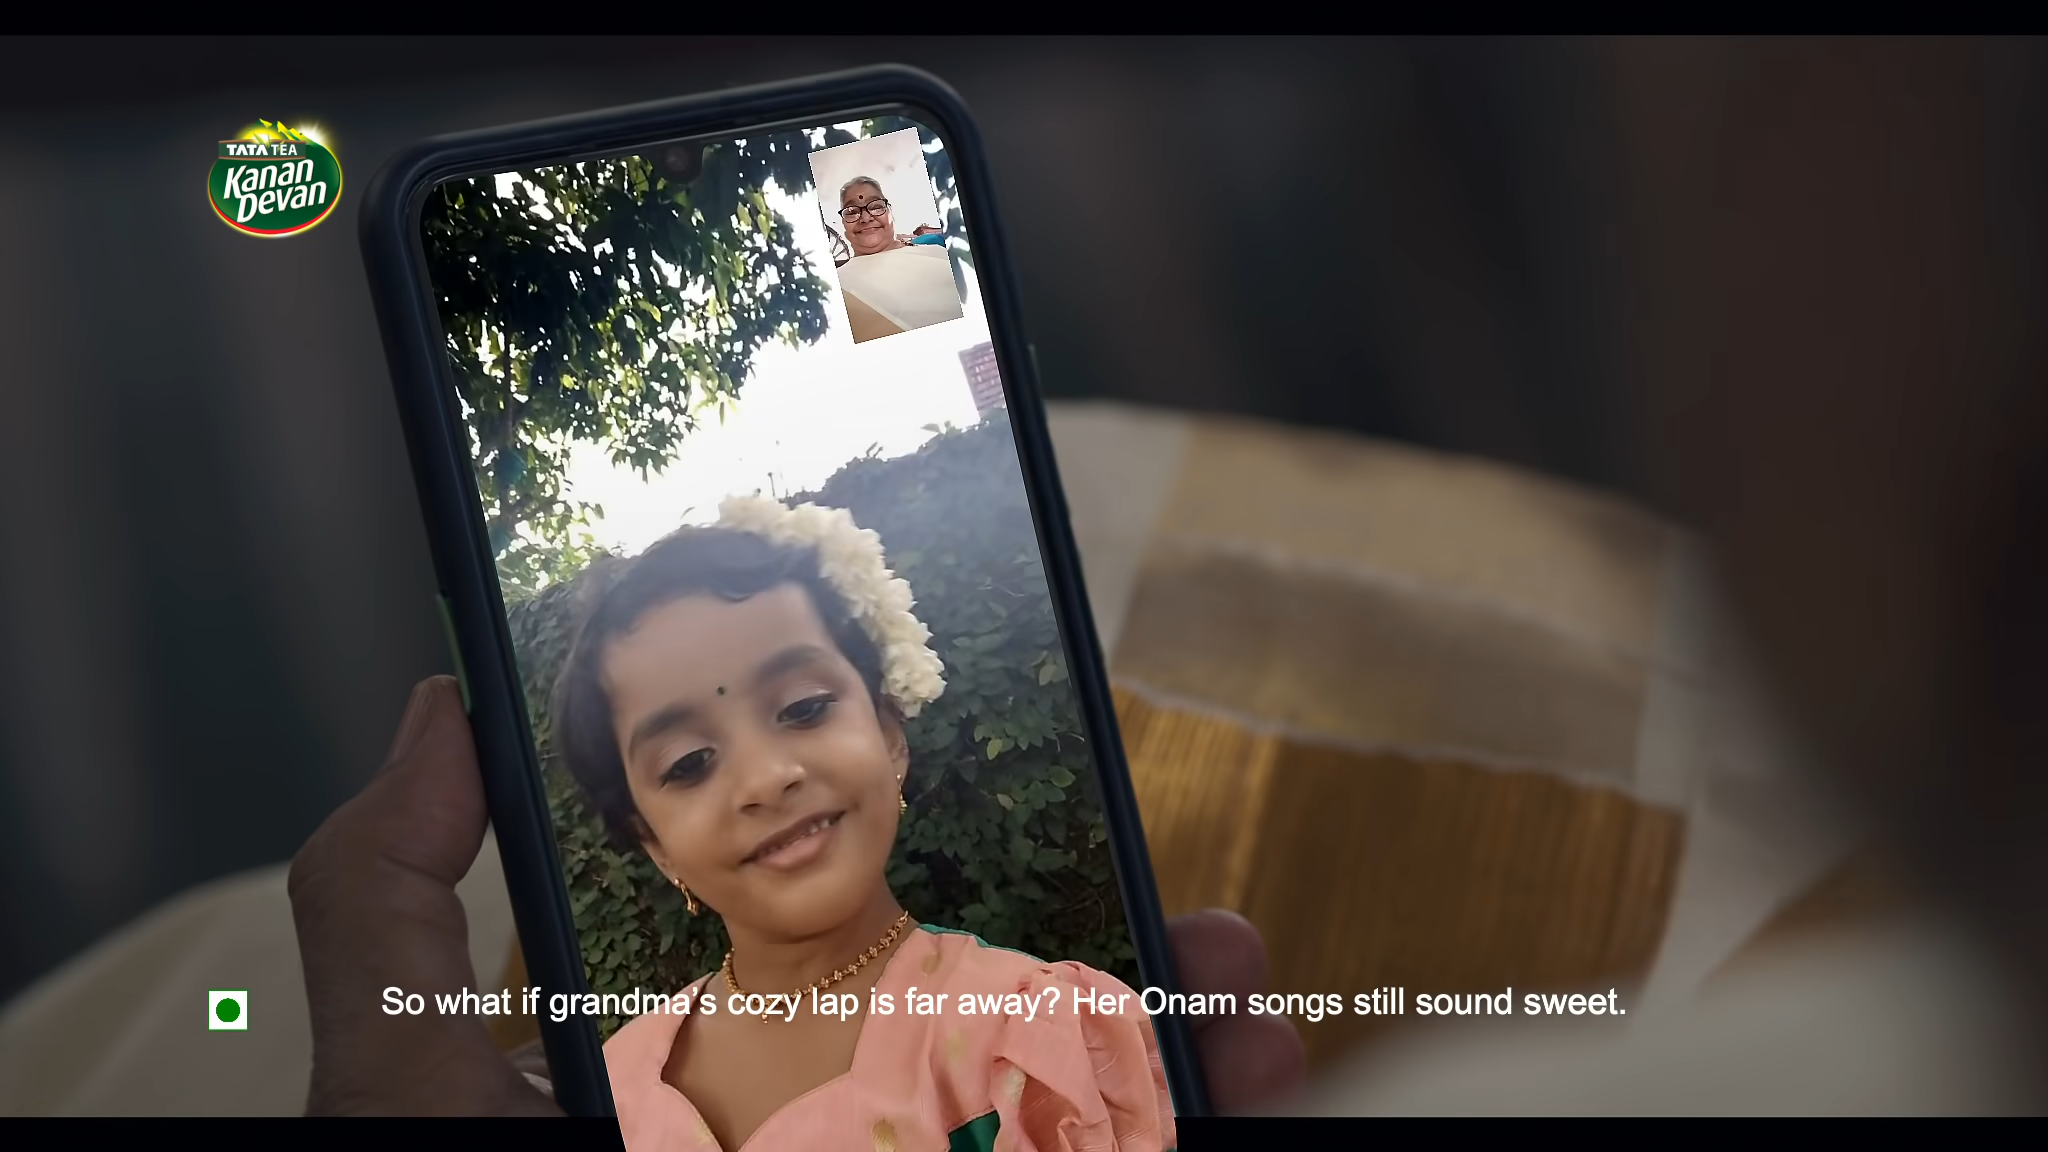 TATA TEA
Kanan
Devan
So what if grandma’s cozy lap is far away? Her Onam songs still sound sweet.